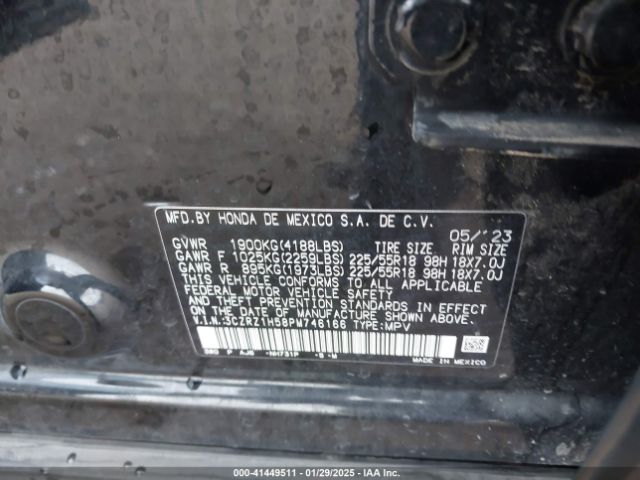 MFD.BY HONDA DE MEXICO S.A. DE C.V.
05/'23
GVWR 1900KG(4188LBS) TIRE SIZE RIM SIZE
GAWR F 1025KG(2259LBS) 225/55R18 98H 18X7.0J
GAWR R 895KG(1973LBS) 225/55R18 98H 18X7.0J
THIS VEHICLE CONFORMS TO ALL APPLICABLE
FEDERAL MOTOR VEHICLE SAFETY
AND THEFT PREVENTION STANDARDS IN EFFECT
ON THE DATE OF MANUFACTURE SHOWN ABOVE.
V.I.N.:3CZRZ1H58PM746166 TYPE:MPV
NH731P
MADE IN MEXICO
000-41449511 - 01/29/2025 - IAA Inc.